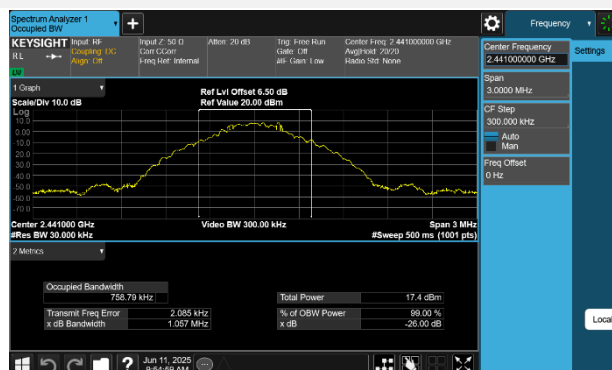 Spectrum Analyzer 1
Occupied BW
+
Frequency
KEYSIGHT
Input: RF
Input Z: 50 Ω
Atten: 20 dB
Trig: Free Run
Center Freq: 2.441000000 GHz
RL
Coupling: DC
Corr CCorr
Gate: Off
Avg|Hold: 20/20
Align: Off
Freq Ref: Internal
#IF Gain: Low
Radio Std: None
LW
Center Frequency
2.441000000 GHz
Settings
Span
3.0000 MHz
CF Step
300.000 kHz
Auto
Man
Freq Offset
0 Hz
1 Graph
Ref Lvl Offset 6.50 dB
Scale/Div 10.0 dB
Ref Value 20.00 dBm
Log
10.0
0.00
-10.0
-20.0
-30.0
-40.0
-50.0
-60.0
-70.0
Center 2.441000 GHz
Video BW 300.00 kHz
Span 3 MHz
#Res BW 30.000 kHz
#Sweep 500 ms (1001 pts)
2 Metrics
Occupied Bandwidth
758.79 kHz
Total Power
17.4 dBm
Transmit Freq Error
2.085 kHz
% of OBW Power
99.00 %
x dB Bandwidth
1.057 MHz
x dB
-26.00 dB
Local
?
Jun 11, 2025